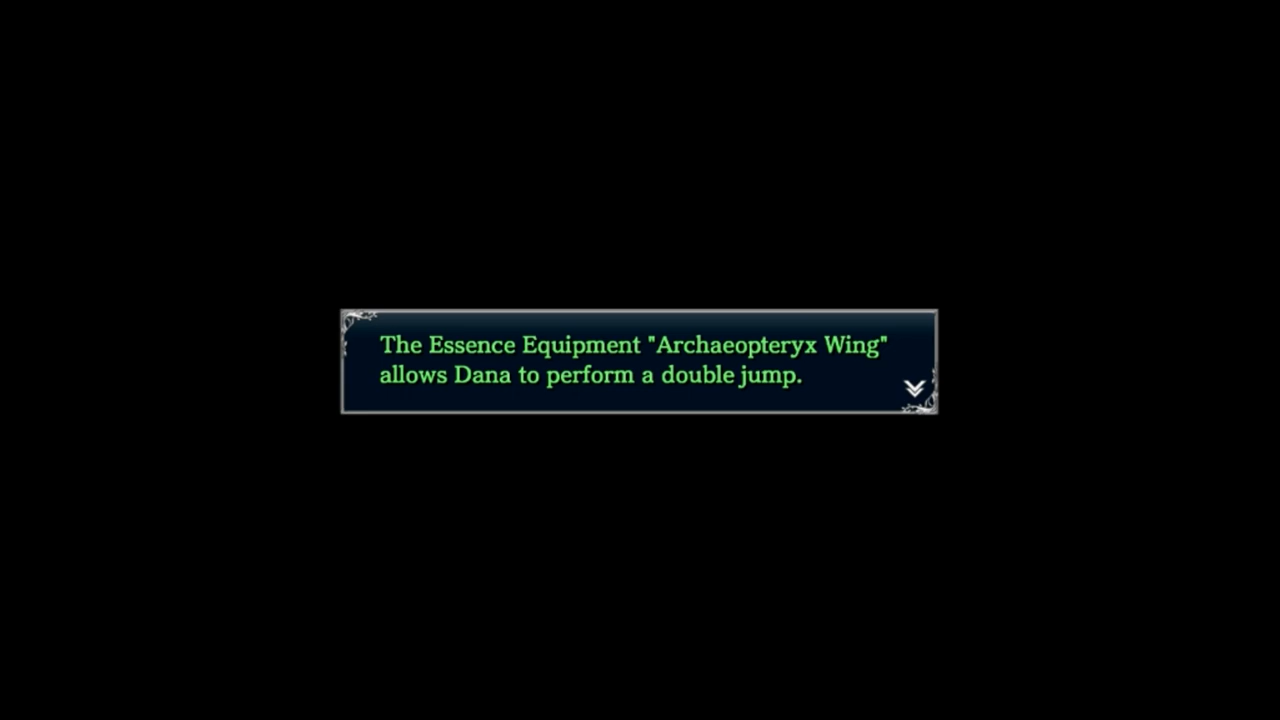 The Essence Equipment "Archaeopteryx Wing"
allows Dana to perform a double jump.